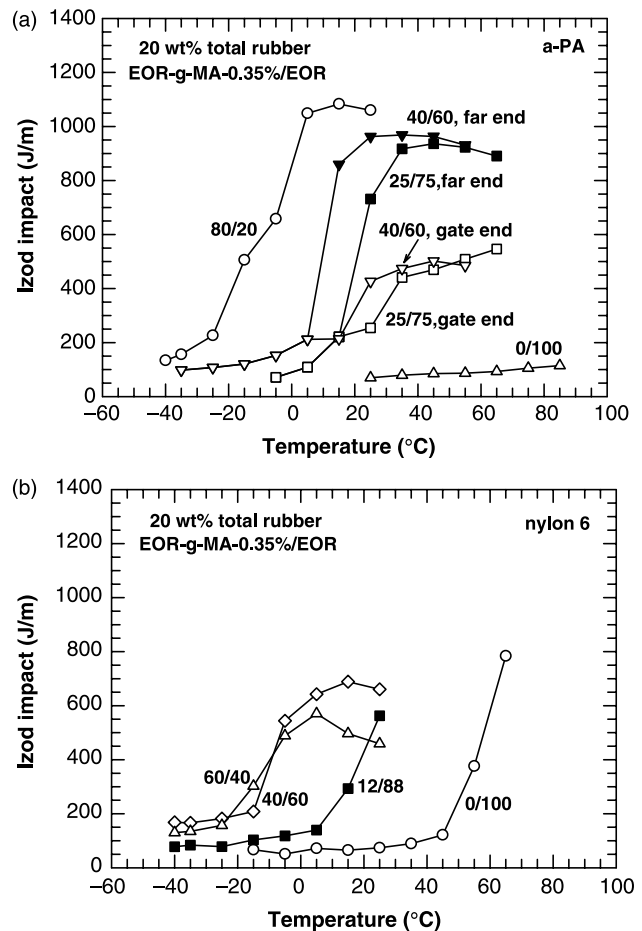 (a)
1400
1200
1000
800
600
400
200
0
Izod impact (J/m)
20 wt% total rubber
EOR-g-MA-0.35%/EOR
a-PA
40/60, far end
25/75,far end
80/20
40/60, gate end
25/75,gate end
0/100
−60 −40 −20 0 20 40 60 80 100
Temperature (°C)
(b)
1400
1200
1000
800
600
400
200
0
Izod impact (J/m)
20 wt% total rubber
EOR-g-MA-0.35%/EOR
nylon 6
60/40
40/60
12/88
0/100
−60 −40 −20 0 20 40 60 80 100
Temperature (°C)